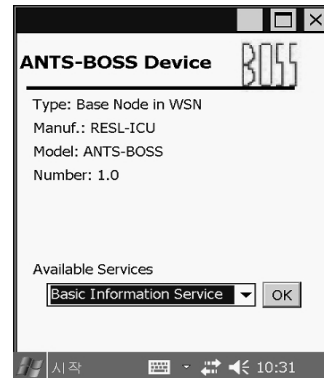 ANTS-BOSS Device BOSS
Type: Base Node in WSN
Manuf.: RESL-ICU
Model: ANTS-BOSS
Number: 1.0
Available Services
Basic Information Service OK
시작 10:31